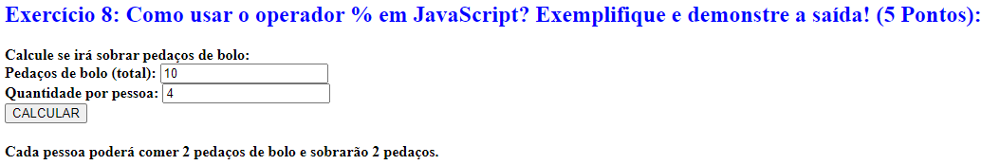 Exercício 8: Como usar o operador % em JavaScript? Exemplifique e demonstre a saída! (5 Pontos):
Calcule se irá sobrar pedaços de bolo:
Pedaços de bolo (total): 10
Quantidade por pessoa: 4
CALCULAR
Cada pessoa poderá comer 2 pedaços de bolo e sobrarão 2 pedaços.